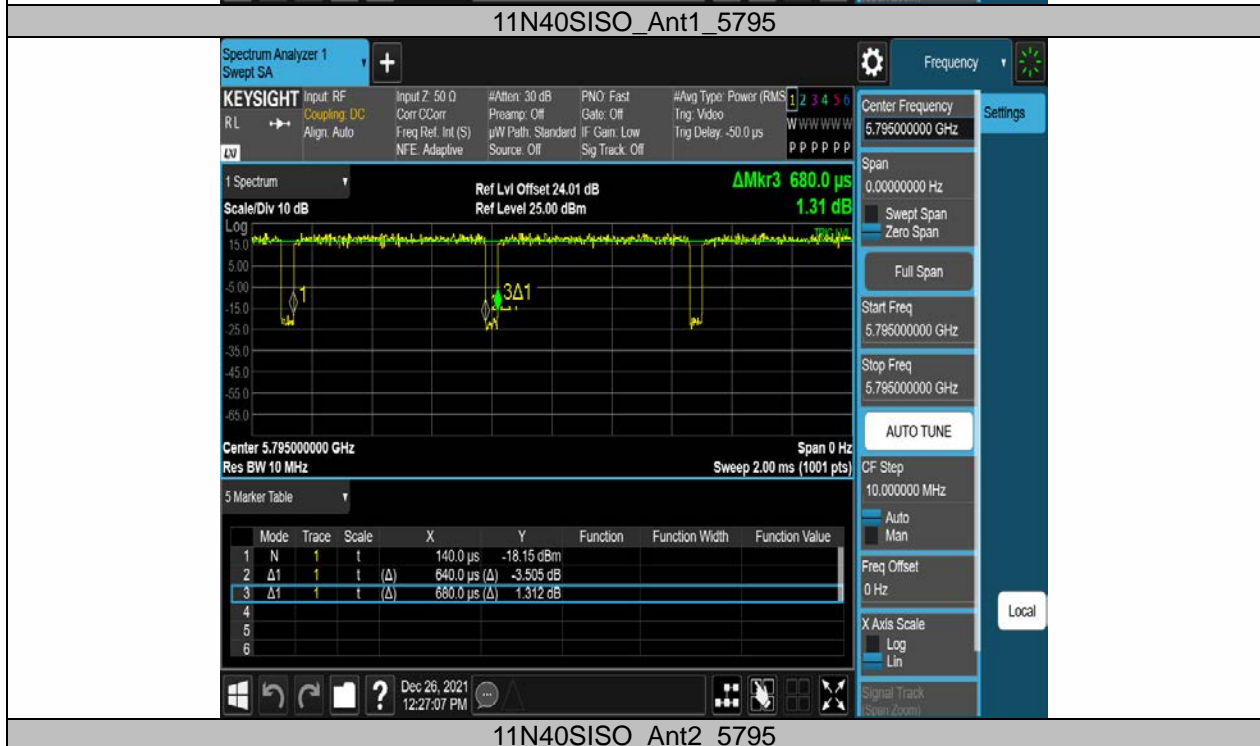 11N40SISO_Ant1_5795
Spectrum Analyzer 1
Swept SA
+
Frequency
KEYSIGHT
RL
LXI
Input: RF
Coupling: DC
Align: Auto
Input Z: 50 Ω
Corr CCorr
Freq Ref: Int (S)
NFE: Adaptive
#Atten: 30 dB
Preamp: Off
µW Path: Standard
Source: Off
PNO: Fast
Gate: Off
IF Gain: Low
Sig Track: Off
#Avg Type: Power (RMS
Trig: Video
Trig Delay: -50.0 µs
1 2 3 4 5 6
W W W W W W
P P P P P P
Center Frequency
5.795000000 GHz
Settings
Span
0.00000000 Hz
Swept Span
Zero Span
Full Span
Start Freq
5.795000000 GHz
Stop Freq
5.795000000 GHz
AUTO TUNE
CF Step
10.000000 MHz
Auto
Man
Freq Offset
0 Hz
X Axis Scale
Log
Lin
Signal Track
(Span Zoom)
Local
1 Spectrum
Scale/Div 10 dB
Ref Lvl Offset 24.01 dB
Ref Level 25.00 dBm
ΔMkr3 680.0 µs
1.31 dB
Log
15.0
5.00
-5.00
-15.0
-25.0
-35.0
-45.0
-55.0
-65.0
TRIG LVL
1
3Δ1
Center 5.795000000 GHz
Span 0 Hz
Res BW 10 MHz
Sweep 2.00 ms (1001 pts)
5 Marker Table
Mode Trace Scale X Y Function Function Width Function Value
1 N 1 t 140.0 µs -18.15 dBm
2 Δ1 1 t (Δ) 640.0 µs (Δ) -3.505 dB
3 Δ1 1 t (Δ) 680.0 µs (Δ) 1.312 dB
4
5
6
?
Dec 26, 2021
12:27:07 PM
11N40SISO_Ant2_5795